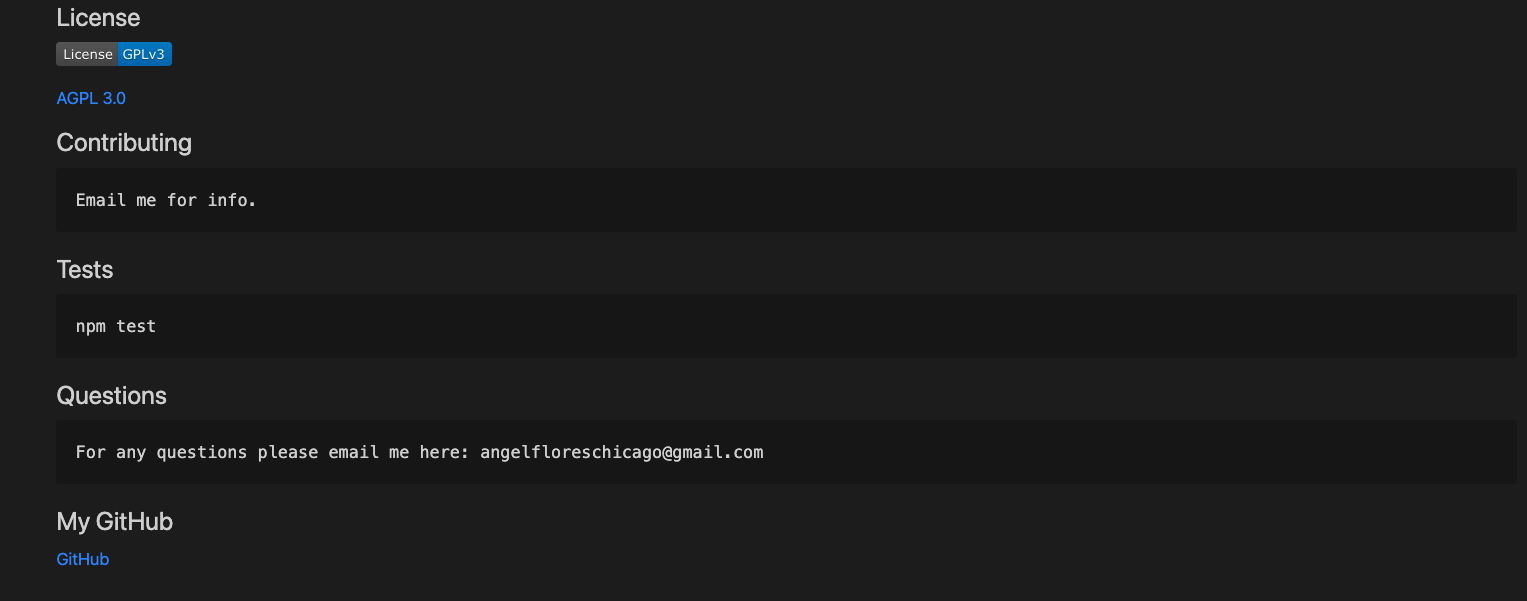 License
License GPLv3
AGPL 3.0
Contributing
Email me for info.
Tests
npm test
Questions
For any questions please email me here: angelfloreschicago@gmail.com
My GitHub
GitHub